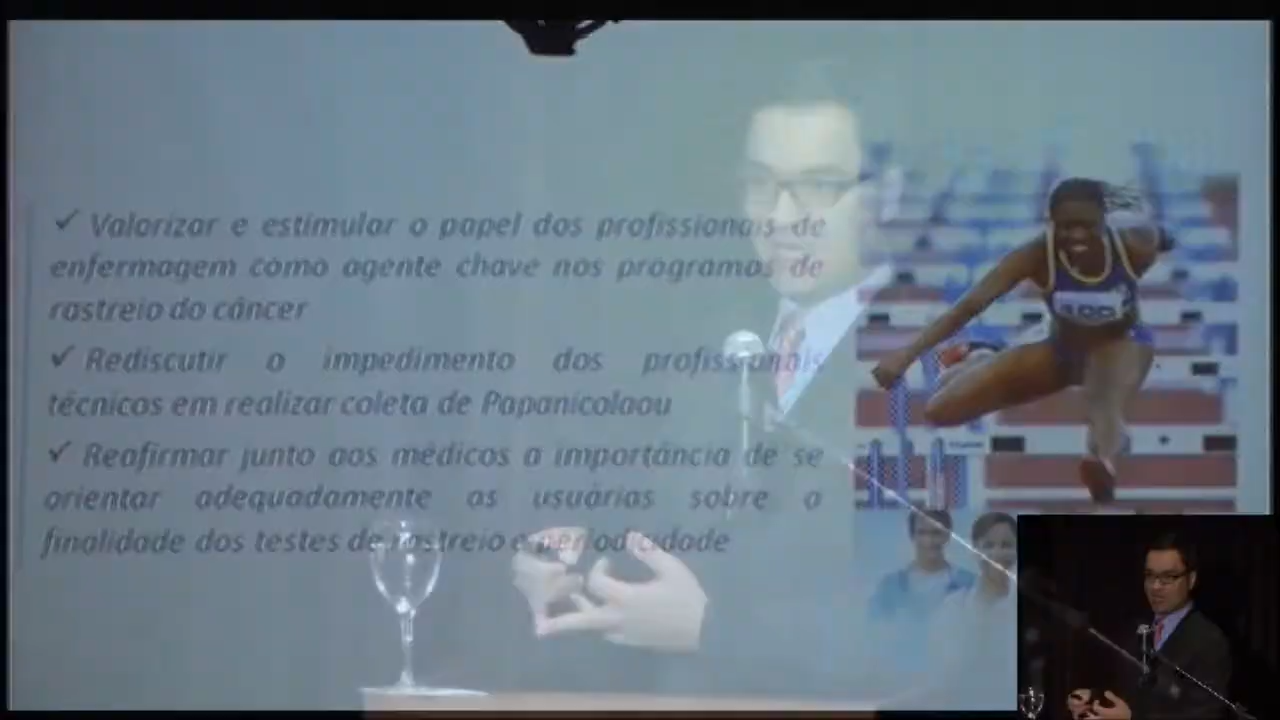 ✓ Valorizar e estimular o papel dos profissionais de
enfermagem como agente chave nos programas de
rastreio do câncer
✓ Rediscutir o impedimento dos profissionais
técnicos em realizar coleta de Papanicolaou
✓ Reafirmar junto aos médicos a importância de se
orientar adequadamente as usuárias sobre a
finalidade dos testes de rastreio e periodicidade